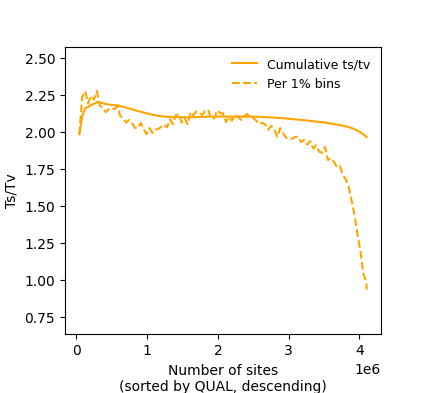 2.50
2.25
2.00
1.75
1.50
1.25
1.00
0.75
Ts/Tv
Cumulative ts/tv
Per 1% bins
0 1 2 3 4
1e6
Number of sites
(sorted by QUAL, descending)